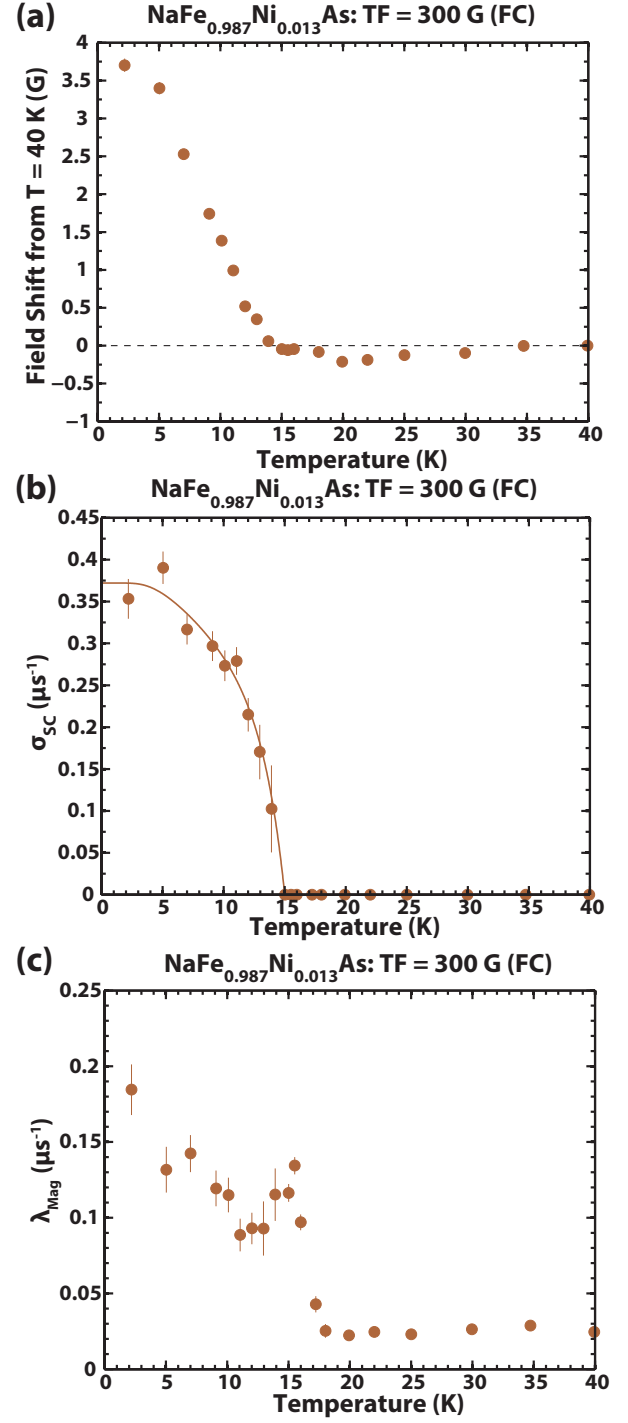 (a)
NaFe0.987Ni0.013As: TF = 300 G (FC)
Field Shift from T = 40 K (G)
4
3.5
3
2.5
2
1.5
1
0.5
0
−0.5
−1
0 5 10 15 20 25 30 35 40
Temperature (K)
(b)
NaFe0.987Ni0.013As: TF = 300 G (FC)
σSC (μs-1)
0.45
0.4
0.35
0.3
0.25
0.2
0.15
0.1
0.05
0
0 5 10 15 20 25 30 35 40
Temperature (K)
(c)
NaFe0.987Ni0.013As: TF = 300 G (FC)
λMag (μs-1)
0.25
0.2
0.15
0.1
0.05
0
0 5 10 15 20 25 30 35 40
Temperature (K)